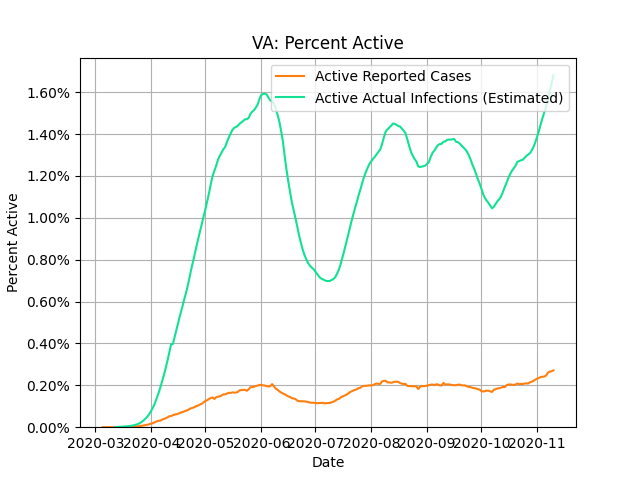 VA: Percent Active
Active Reported Cases
Active Actual Infections (Estimated)
Percent Active
1.60%
1.40%
1.20%
1.00%
0.80%
0.60%
0.40%
0.20%
0.00%
2020-03 2020-04 2020-05 2020-06 2020-07 2020-08 2020-09 2020-10 2020-11
Date